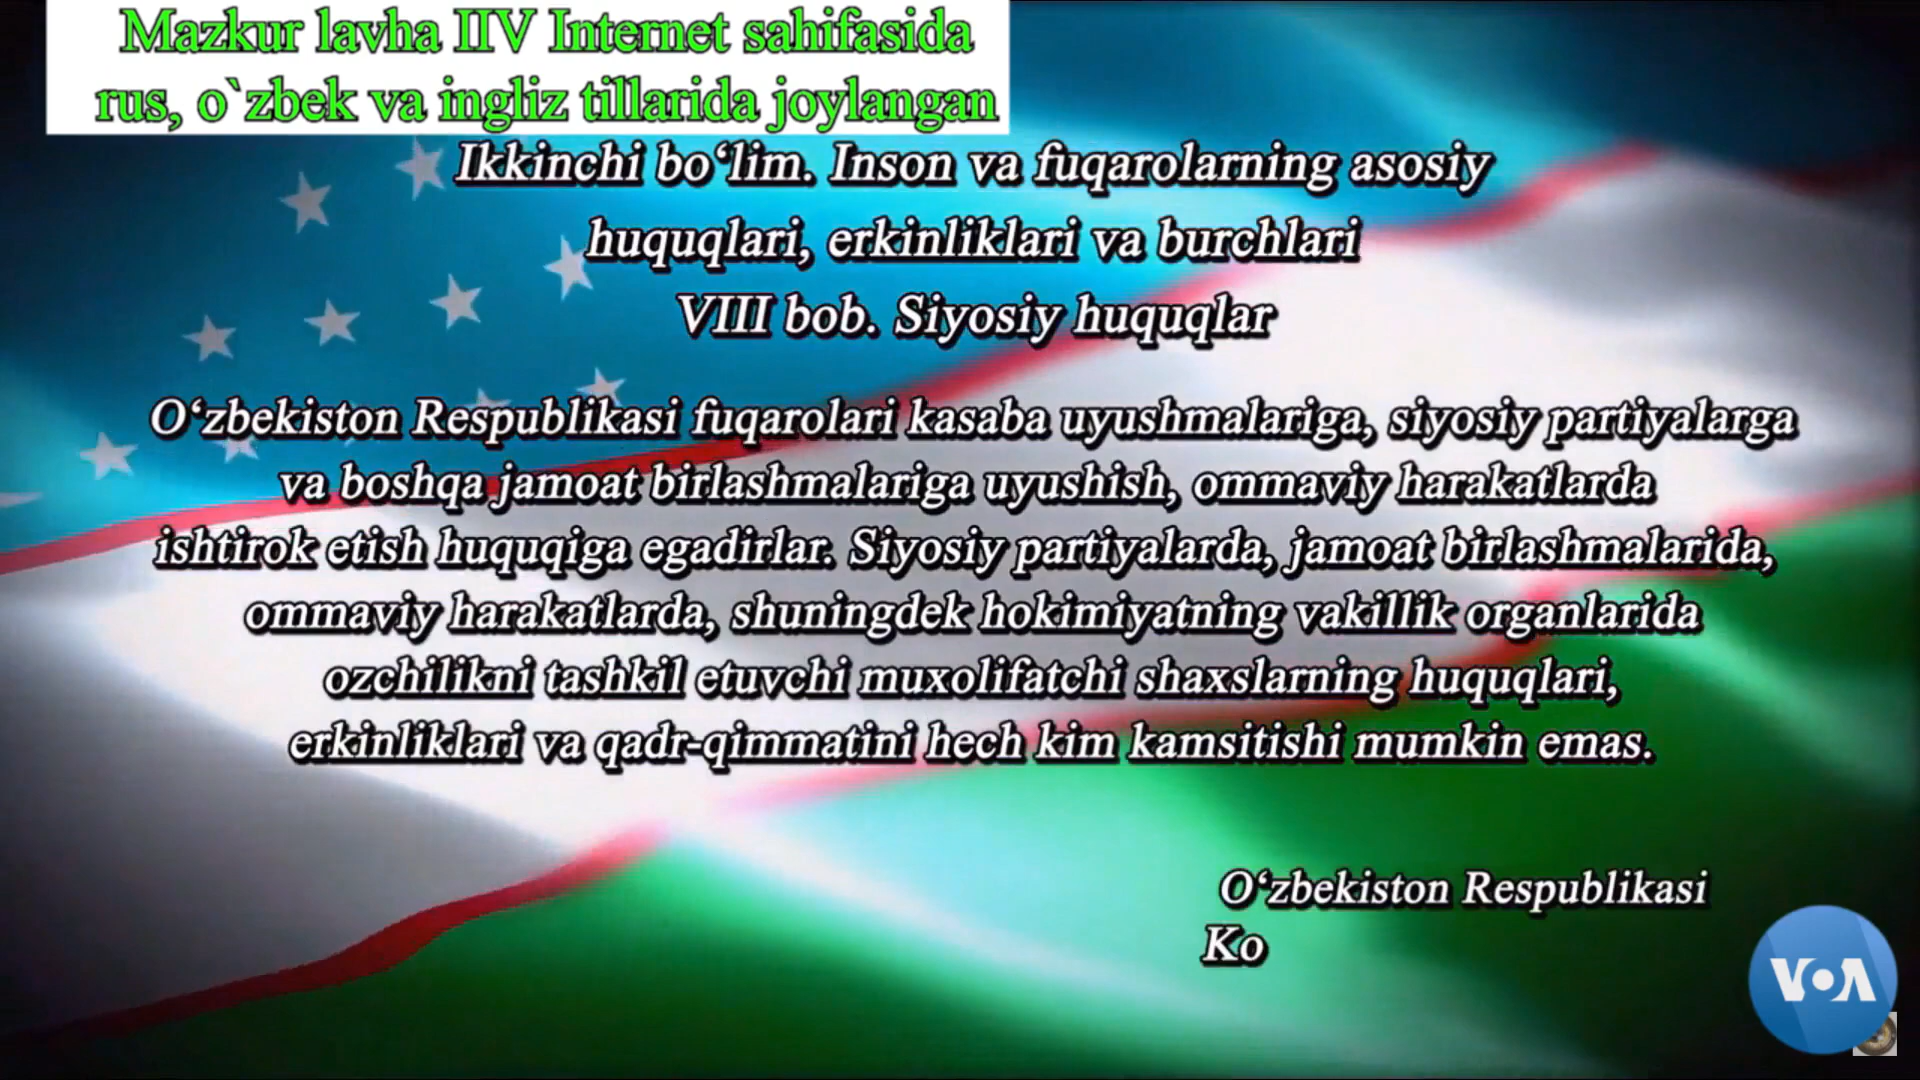 Mazkur lavha IIV Internet sahifasida
rus, o`zbek va ingliz tillarida joylangan
Ikkinchi bo‘lim. Inson va fuqarolarning asosiy
huquqlari, erkinliklari va burchlari
VIII bob. Siyosiy huquqlar
O‘zbekiston Respublikasi fuqarolari kasaba uyushmalariga, siyosiy partiyalarga
va boshqa jamoat birlashmalariga uyushish, ommaviy harakatlarda
ishtirok etish huquqiga egadirlar. Siyosiy partiyalarda, jamoat birlashmalarida,
ommaviy harakatlarda, shuningdek hokimiyatning vakillik organlarida
ozchilikni tashkil etuvchi muxolifatchi shaxslarning huquqlari,
erkinliklari va qadr-qimmatini hech kim kamsitishi mumkin emas.
O‘zbekiston Respublikasi
Ko
VOA